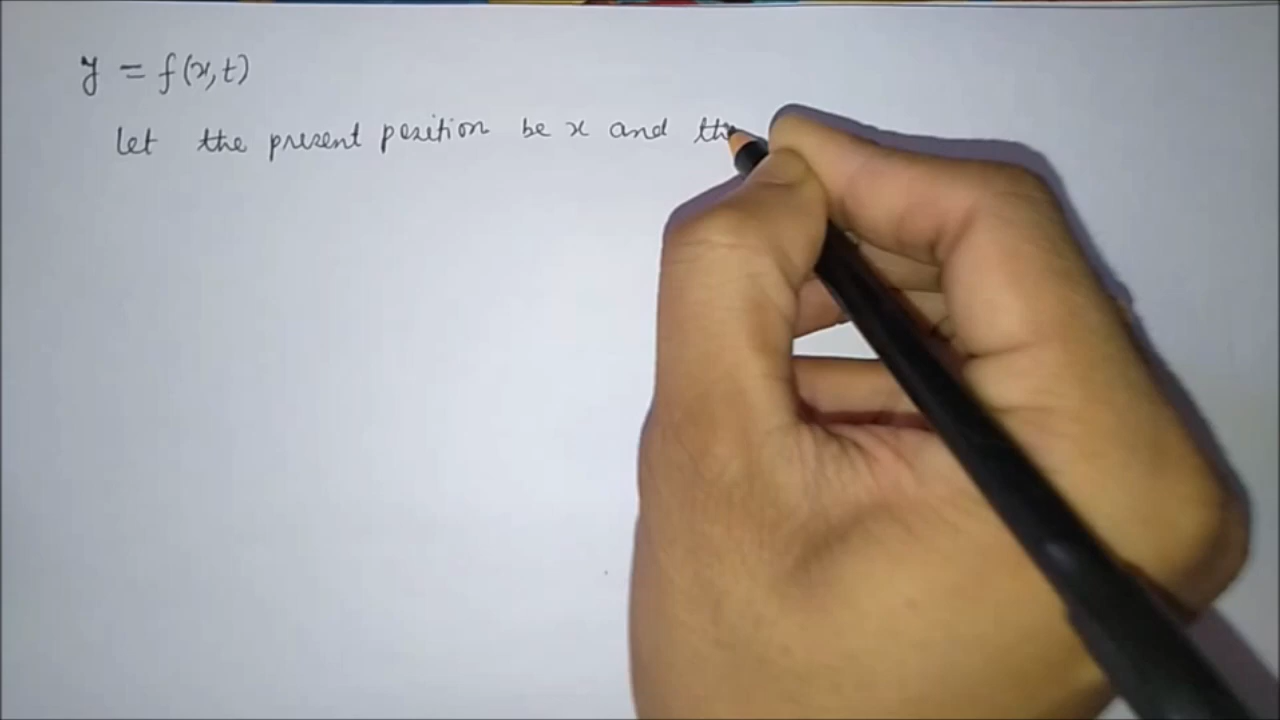 y = f(x,t)
let the present position be x and